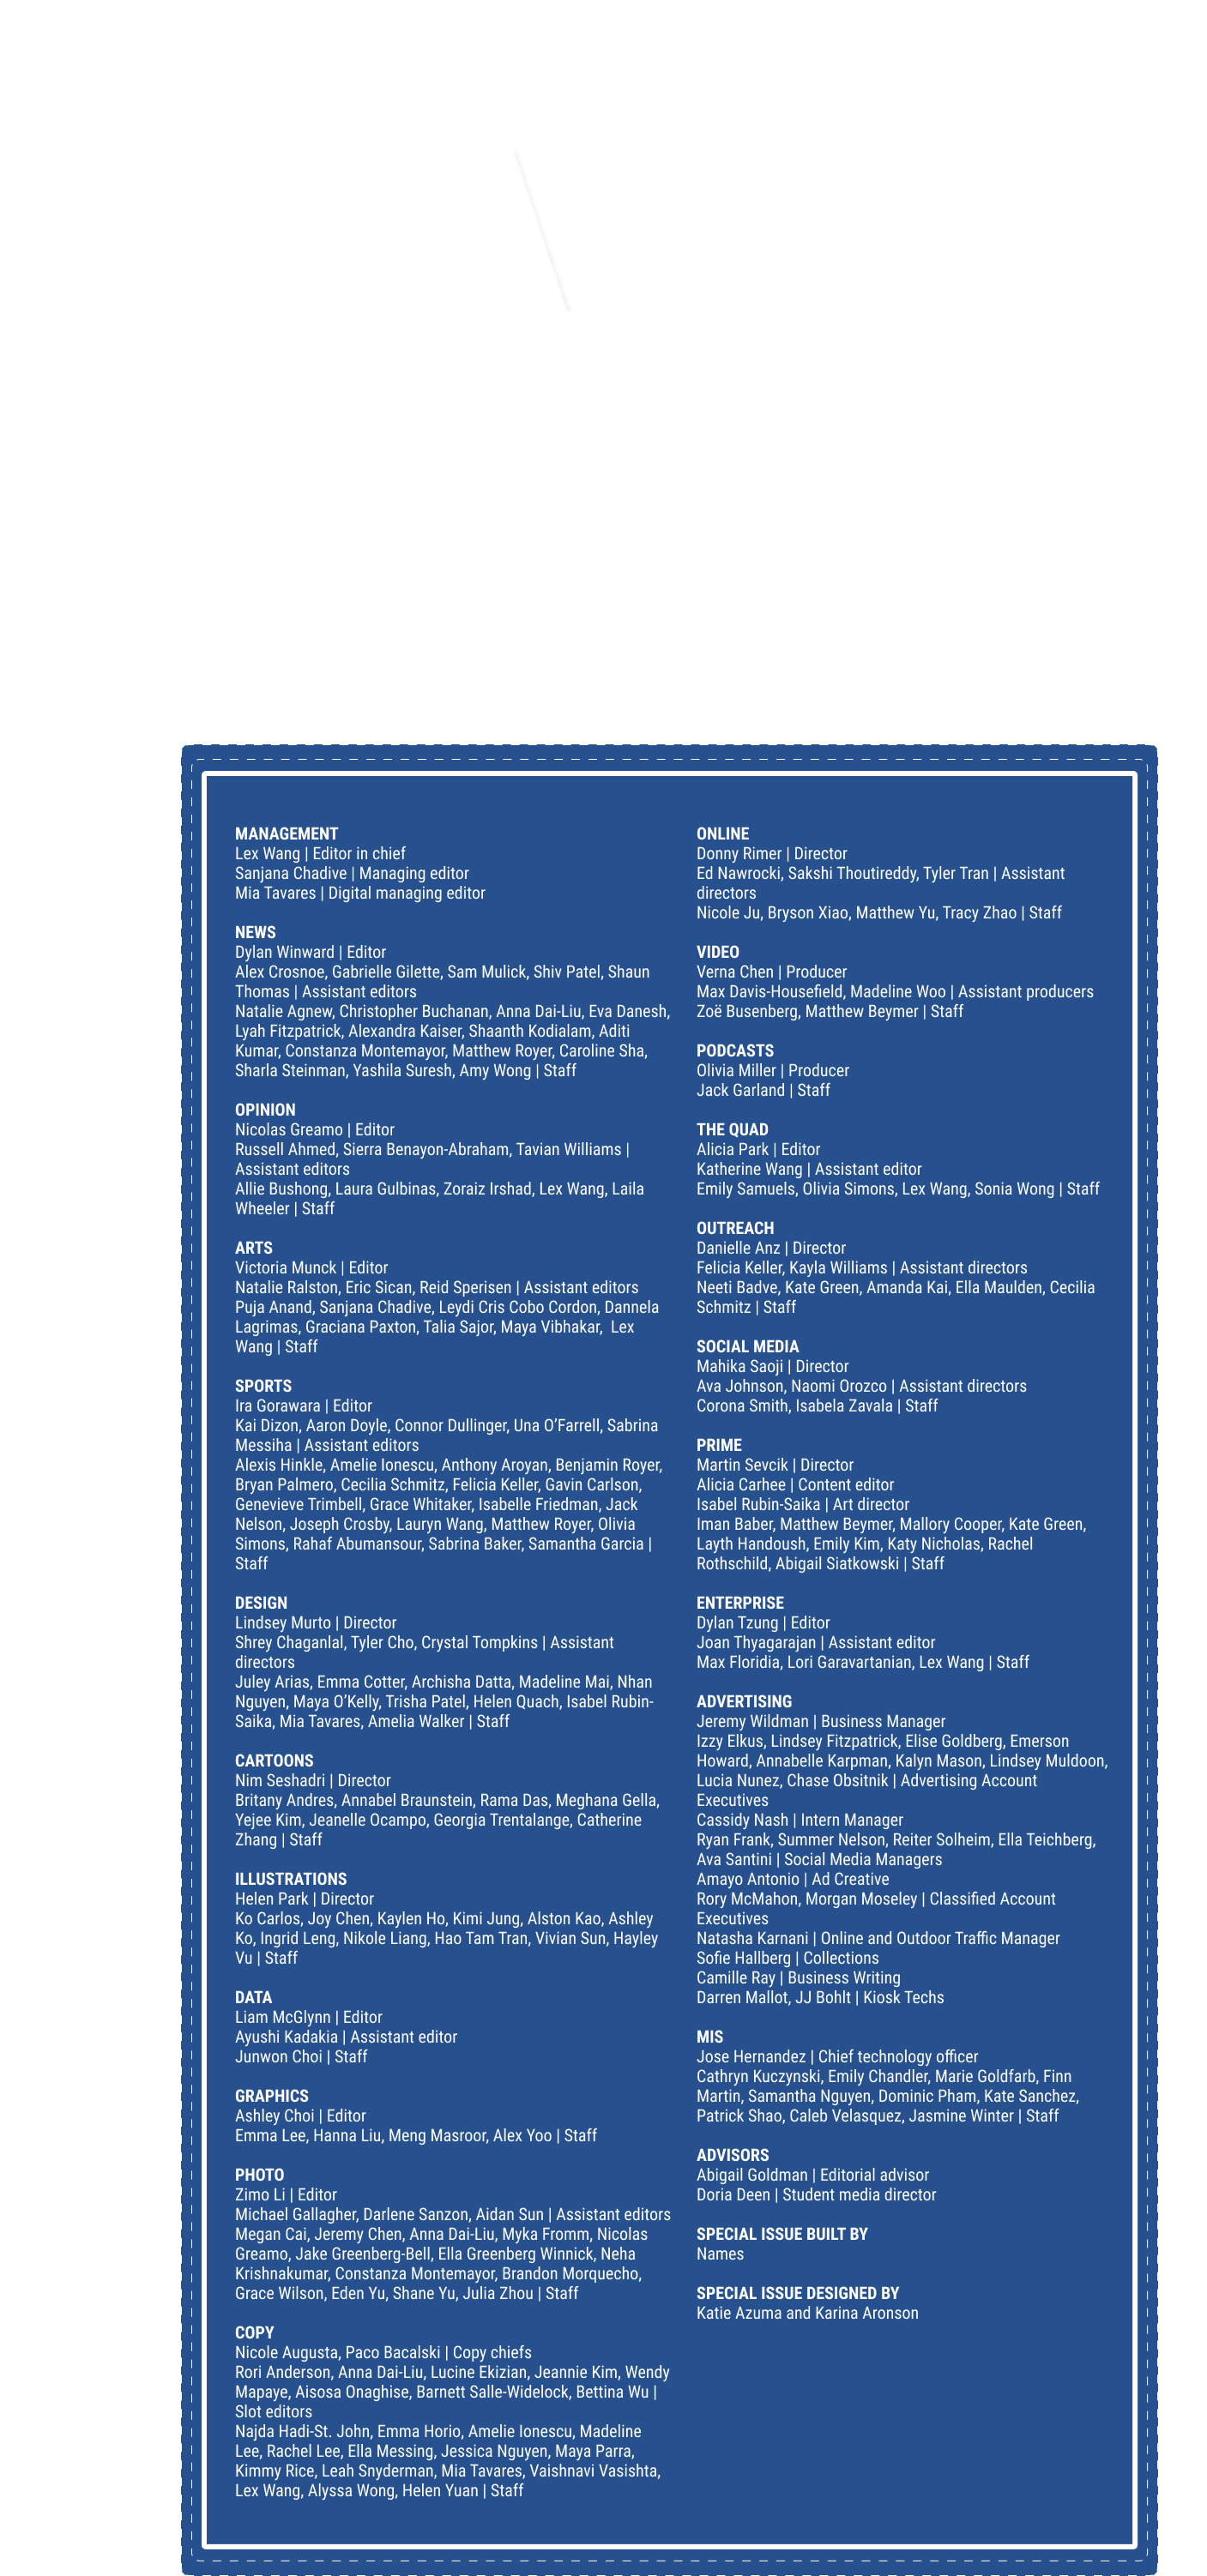 MANAGEMENT
Lex Wang | Editor in chief
Sanjana Chadive | Managing editor
Mia Tavares | Digital managing editor
NEWS
Dylan Winward | Editor
Alex Crosnoe, Gabrielle Gilette, Sam Mulick, Shiv Patel, Shaun
Thomas | Assistant editors
Natalie Agnew, Christopher Buchanan, Anna Dai-Liu, Eva Danesh,
Lyah Fitzpatrick, Alexandra Kaiser, Shaanth Kodialam, Aditi
Kumar, Constanza Montemayor, Matthew Royer, Caroline Sha,
Sharla Steinman, Yashila Suresh, Amy Wong | Staff
OPINION
Nicolas Greamo | Editor
Russell Ahmed, Sierra Benayon-Abraham, Tavian Williams |
Assistant editors
Allie Bushong, Laura Gulbinas, Zoraiz Irshad, Lex Wang, Laila
Wheeler | Staff
ARTS
Victoria Munck | Editor
Natalie Ralston, Eric Sican, Reid Sperisen | Assistant editors
Puja Anand, Sanjana Chadive, Leydi Cris Cobo Cordon, Dannela
Lagrimas, Graciana Paxton, Talia Sajor, Maya Vibhakar,  Lex
Wang | Staff
SPORTS
Ira Gorawara | Editor
Kai Dizon, Aaron Doyle, Connor Dullinger, Una O’Farrell, Sabrina
Messiha | Assistant editors
Alexis Hinkle, Amelie Ionescu, Anthony Aroyan, Benjamin Royer,
Bryan Palmero, Cecilia Schmitz, Felicia Keller, Gavin Carlson,
Genevieve Trimbell, Grace Whitaker, Isabelle Friedman, Jack
Nelson, Joseph Crosby, Lauryn Wang, Matthew Royer, Olivia
Simons, Rahaf Abumansour, Sabrina Baker, Samantha Garcia |
Staff
DESIGN
Lindsey Murto | Director
Shrey Chaganlal, Tyler Cho, Crystal Tompkins | Assistant
directors
Juley Arias, Emma Cotter, Archisha Datta, Madeline Mai, Nhan
Nguyen, Maya O’Kelly, Trisha Patel, Helen Quach, Isabel Rubin-
Saika, Mia Tavares, Amelia Walker | Staff
CARTOONS
Nim Seshadri | Director
Britany Andres, Annabel Braunstein, Rama Das, Meghana Gella,
Yejee Kim, Jeanelle Ocampo, Georgia Trentalange, Catherine
Zhang | Staff
ILLUSTRATIONS
Helen Park | Director
Ko Carlos, Joy Chen, Kaylen Ho, Kimi Jung, Alston Kao, Ashley
Ko, Ingrid Leng, Nikole Liang, Hao Tam Tran, Vivian Sun, Hayley
Vu | Staff
DATA
Liam McGlynn | Editor
Ayushi Kadakia | Assistant editor
Junwon Choi | Staff
GRAPHICS
Ashley Choi | Editor
Emma Lee, Hanna Liu, Meng Masroor, Alex Yoo | Staff
PHOTO
Zimo Li | Editor
Michael Gallagher, Darlene Sanzon, Aidan Sun | Assistant editors
Megan Cai, Jeremy Chen, Anna Dai-Liu, Myka Fromm, Nicolas
Greamo, Jake Greenberg-Bell, Ella Greenberg Winnick, Neha
Krishnakumar, Constanza Montemayor, Brandon Morquecho,
Grace Wilson, Eden Yu, Shane Yu, Julia Zhou | Staff
COPY
Nicole Augusta, Paco Bacalski | Copy chiefs
Rori Anderson, Anna Dai-Liu, Lucine Ekizian, Jeannie Kim, Wendy
Mapaye, Aisosa Onaghise, Barnett Salle-Widelock, Bettina Wu |
Slot editors
Najda Hadi-St. John, Emma Horio, Amelie Ionescu, Madeline
Lee, Rachel Lee, Ella Messing, Jessica Nguyen, Maya Parra,
Kimmy Rice, Leah Snyderman, Mia Tavares, Vaishnavi Vasishta,
Lex Wang, Alyssa Wong, Helen Yuan | Staff
ONLINE
Donny Rimer | Director
Ed Nawrocki, Sakshi Thoutireddy, Tyler Tran | Assistant
directors
Nicole Ju, Bryson Xiao, Matthew Yu, Tracy Zhao | Staff
VIDEO
Verna Chen | Producer
Max Davis-Housefield, Madeline Woo | Assistant producers
Zoë Busenberg, Matthew Beymer | Staff
PODCASTS
Olivia Miller | Producer
Jack Garland | Staff
THE QUAD
Alicia Park | Editor
Katherine Wang | Assistant editor
Emily Samuels, Olivia Simons, Lex Wang, Sonia Wong | Staff
OUTREACH
Danielle Anz | Director
Felicia Keller, Kayla Williams | Assistant directors
Neeti Badve, Kate Green, Amanda Kai, Ella Maulden, Cecilia
Schmitz | Staff
SOCIAL MEDIA
Mahika Saoji | Director
Ava Johnson, Naomi Orozco | Assistant directors
Corona Smith, Isabela Zavala | Staff
PRIME
Martin Sevcik | Director
Alicia Carhee | Content editor
Isabel Rubin-Saika | Art director
Iman Baber, Matthew Beymer, Mallory Cooper, Kate Green,
Layth Handoush, Emily Kim, Katy Nicholas, Rachel
Rothschild, Abigail Siatkowski | Staff
ENTERPRISE
Dylan Tzung | Editor
Joan Thyagarajan | Assistant editor
Max Floridia, Lori Garavartanian, Lex Wang | Staff
ADVERTISING
Jeremy Wildman | Business Manager
Izzy Elkus, Lindsey Fitzpatrick, Elise Goldberg, Emerson
Howard, Annabelle Karpman, Kalyn Mason, Lindsey Muldoon,
Lucia Nunez, Chase Obsitnik | Advertising Account
Executives
Cassidy Nash | Intern Manager
Ryan Frank, Summer Nelson, Reiter Solheim, Ella Teichberg,
Ava Santini | Social Media Managers
Amayo Antonio | Ad Creative
Rory McMahon, Morgan Moseley | Classified Account
Executives
Natasha Karnani | Online and Outdoor Traffic Manager
Sofie Hallberg | Collections
Camille Ray | Business Writing
Darren Mallot, JJ Bohlt | Kiosk Techs
MIS
Jose Hernandez | Chief technology officer
Cathryn Kuczynski, Emily Chandler, Marie Goldfarb, Finn
Martin, Samantha Nguyen, Dominic Pham, Kate Sanchez,
Patrick Shao, Caleb Velasquez, Jasmine Winter | Staff
ADVISORS
Abigail Goldman | Editorial advisor
Doria Deen | Student media director
SPECIAL ISSUE BUILT BY
Names
SPECIAL ISSUE DESIGNED BY
Katie Azuma and Karina Aronson